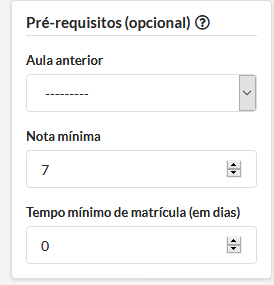 Pré-requisitos (opcional) ?
Aula anterior
---------
Nota mínima
7
Tempo mínimo de matrícula (em dias)
0